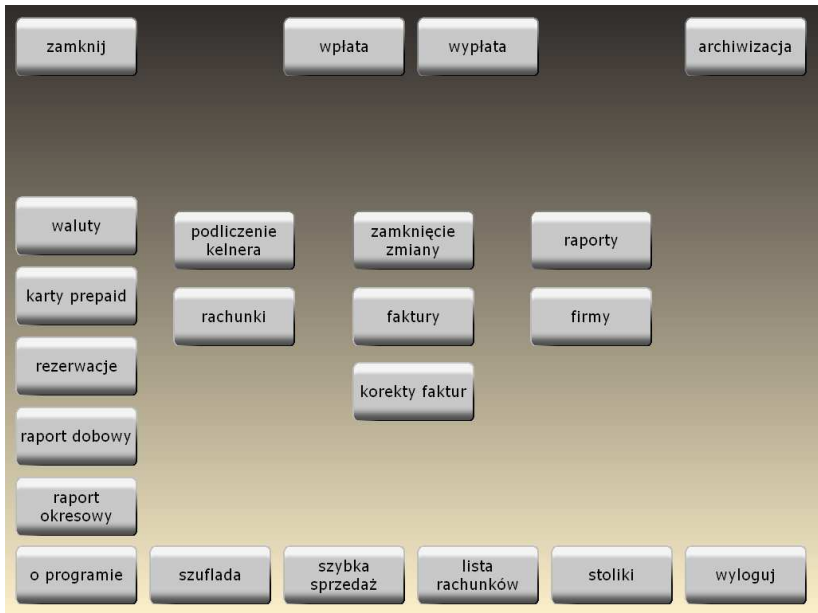 zamknij
wpłata
wypłata
archiwizacja
waluty
podliczenie
kelnera
zamknięcie
zmiany
raporty
karty prepaid
rachunki
faktury
firmy
rezerwacje
korekty faktur
raport dobowy
raport
okresowy
o programie
szuflada
szybka
sprzedaż
lista
rachunków
stoliki
wyloguj